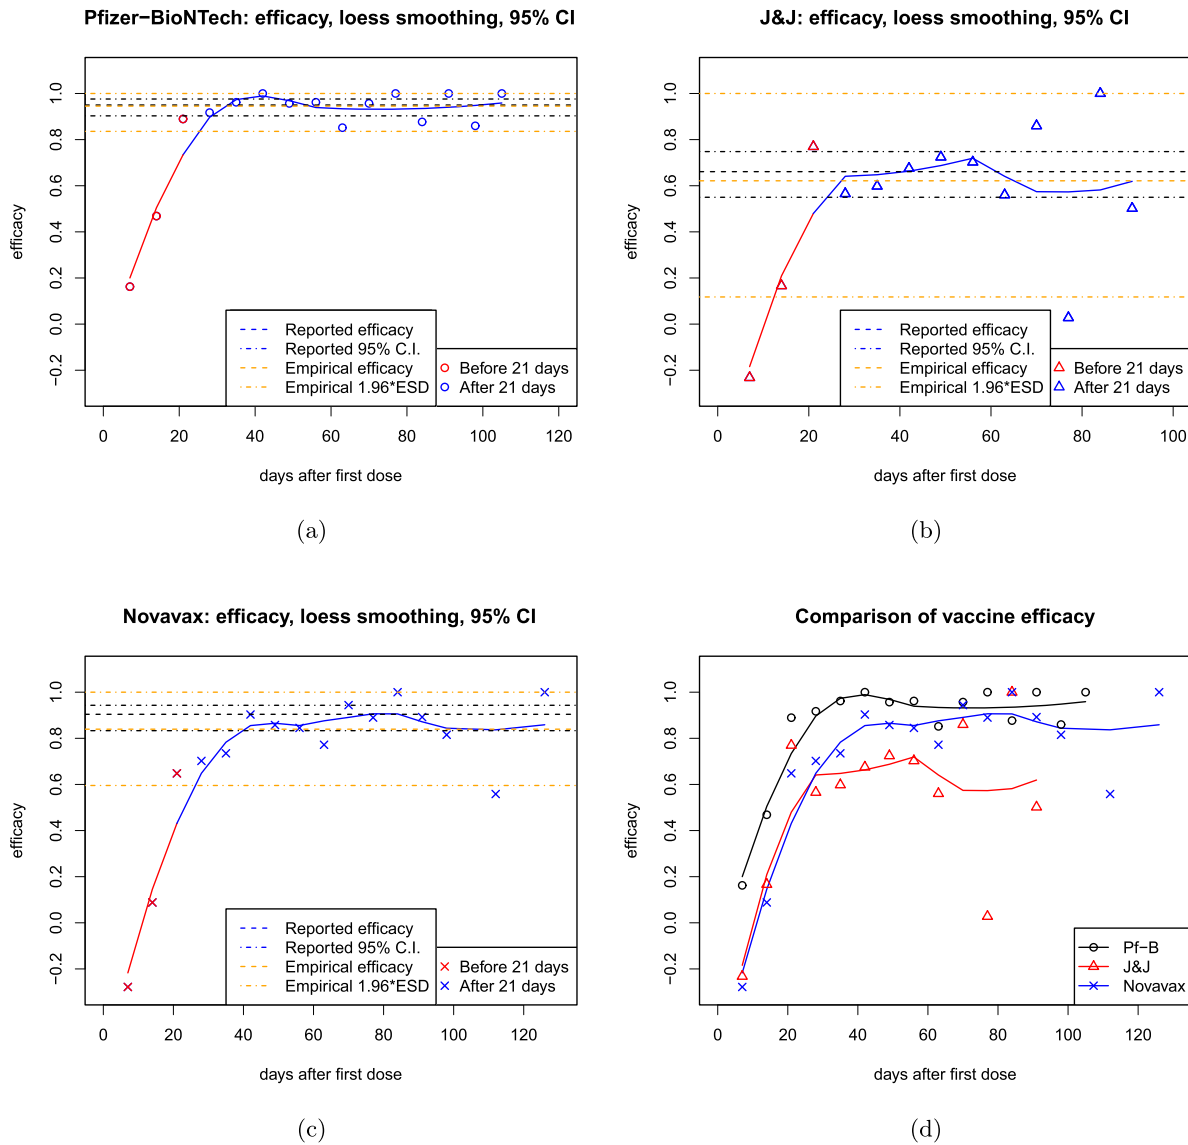 Pfizer−BioNTech: efficacy, loess smoothing, 95% CI
efficacy
1.0
0.8
0.6
0.4
0.2
0.0
−0.2
Reported efficacy
Reported 95% C.I.
Empirical efficacy
Empirical 1.96*ESD
Before 21 days
After 21 days
0 20 40 60 80 100 120
days after first dose
(a)
J&J: efficacy, loess smoothing, 95% CI
efficacy
1.0
0.8
0.6
0.4
0.2
0.0
−0.2
Reported efficacy
Reported 95% C.I.
Empirical efficacy
Empirical 1.96*ESD
Before 21 days
After 21 days
0 20 40 60 80 100
days after first dose
(b)
Novavax: efficacy, loess smoothing, 95% CI
efficacy
1.0
0.8
0.6
0.4
0.2
0.0
−0.2
Reported efficacy
Reported 95% C.I.
Empirical efficacy
Empirical 1.96*ESD
Before 21 days
After 21 days
0 20 40 60 80 100 120
days after first dose
(c)
Comparison of vaccine efficacy
efficacy
1.0
0.8
0.6
0.4
0.2
0.0
−0.2
Pf−B
J&J
Novavax
0 20 40 60 80 100 120
days after first dose
(d)